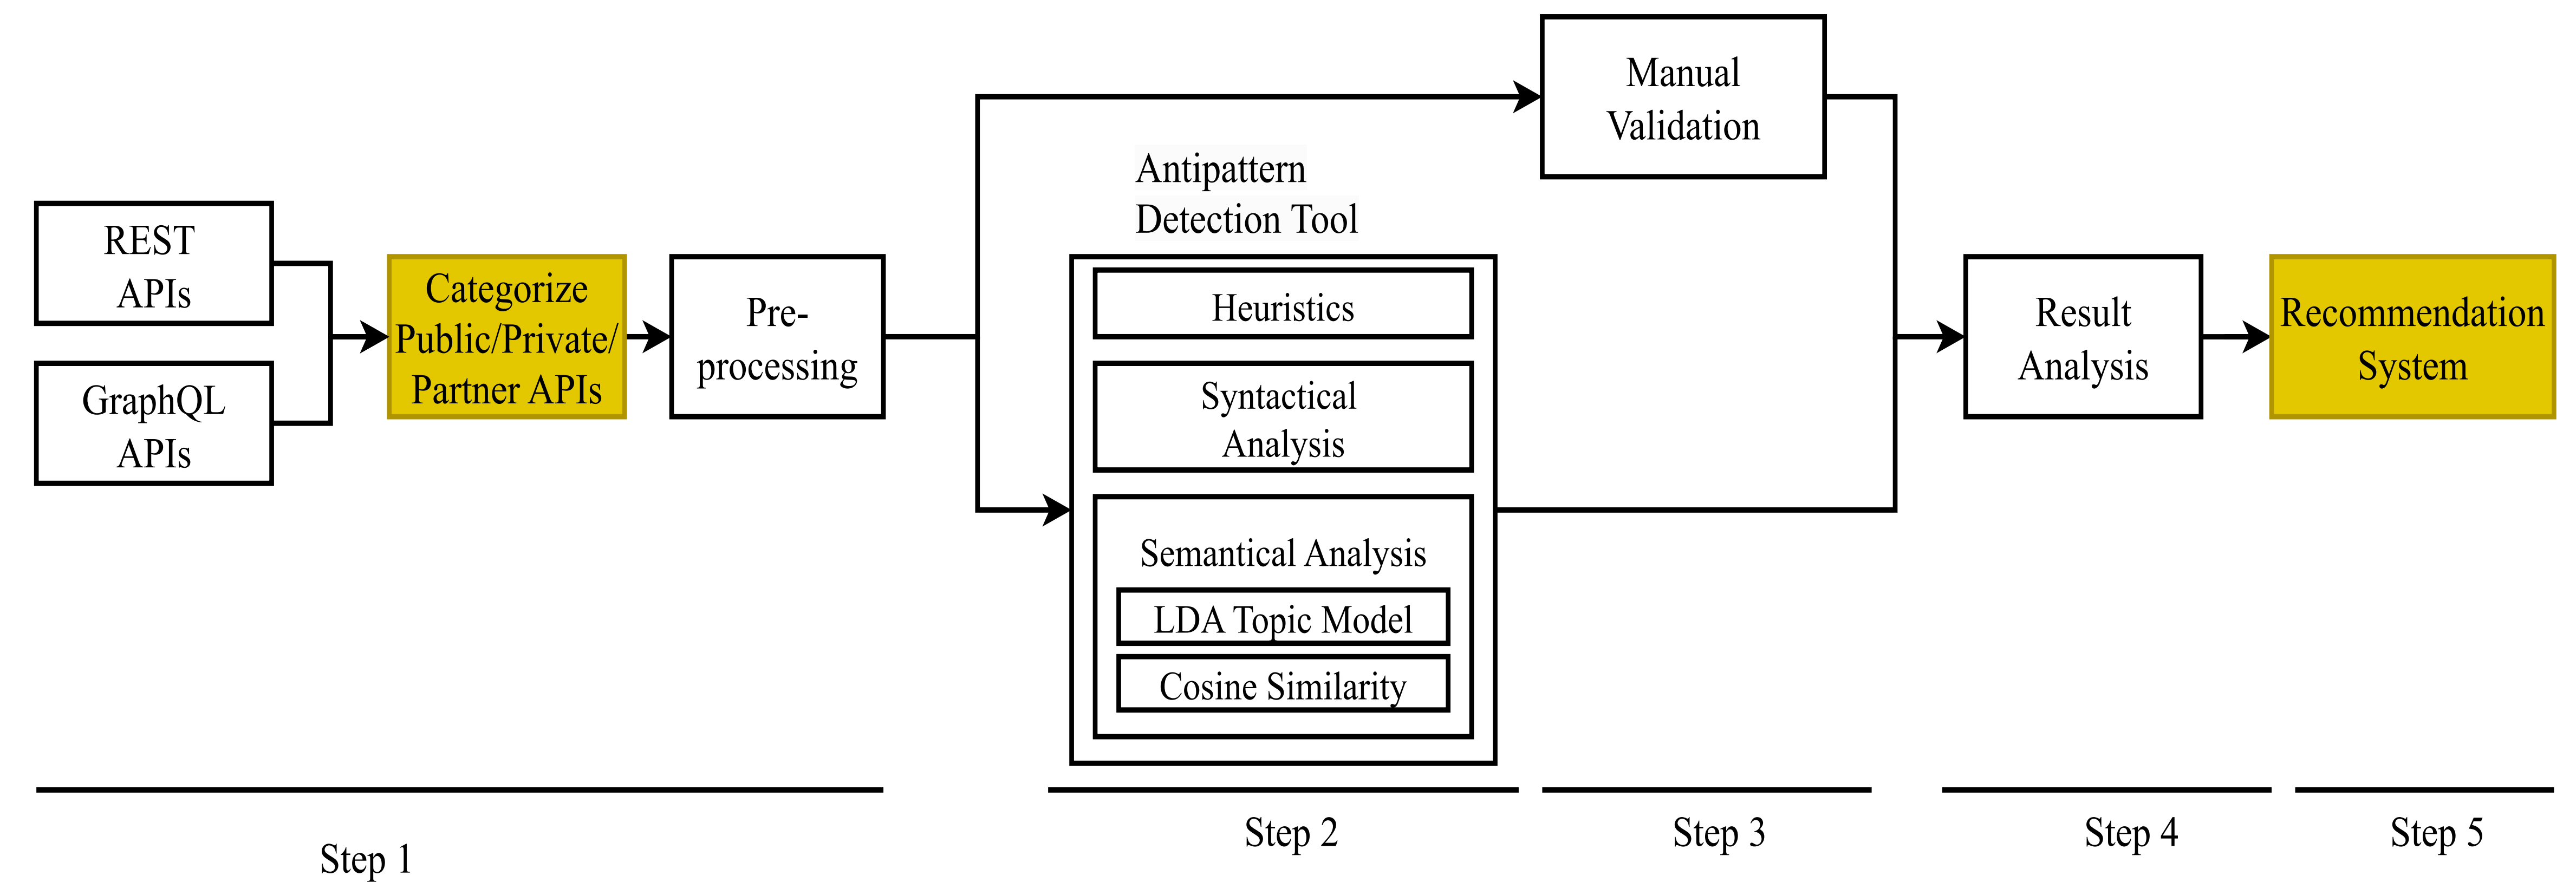 REST
APIs
GraphQL
APIs
Categorize
Public/Private/
Partner APIs
Pre-
processing
Antipattern
Detection Tool
Heuristics
Syntactical
Analysis
Semantical Analysis
LDA Topic Model
Cosine Similarity
Manual
Validation
Result
Analysis
Recommendation
System
Step 1
Step 2
Step 3
Step 4
Step 5